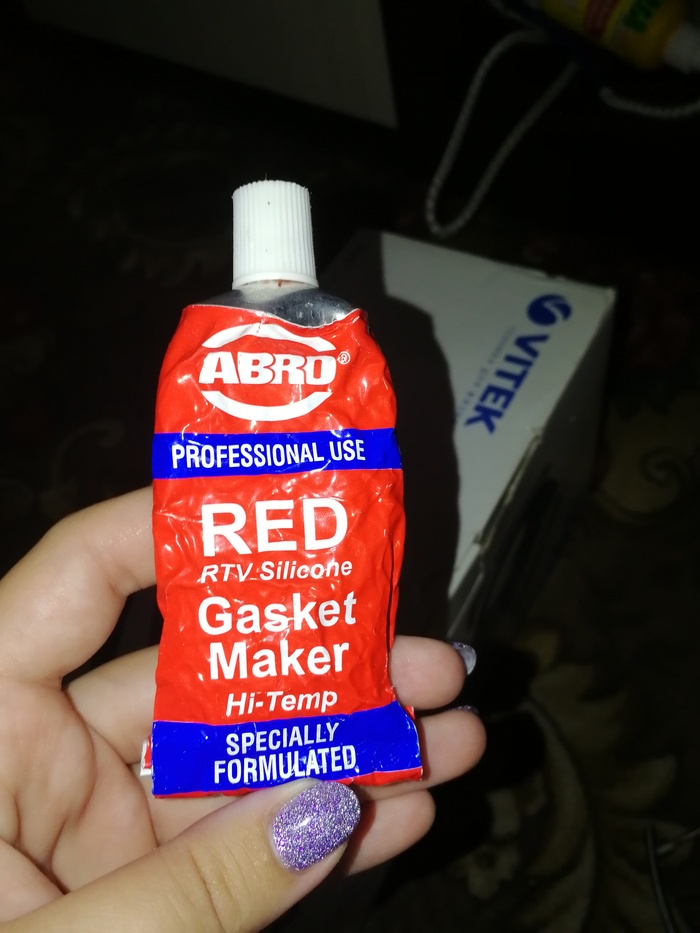 ABRO®
PROFESSIONAL USE
RED
RTV Silicone
Gasket
Maker
Hi-Temp
SPECIALLY
FORMULATED
VITEK